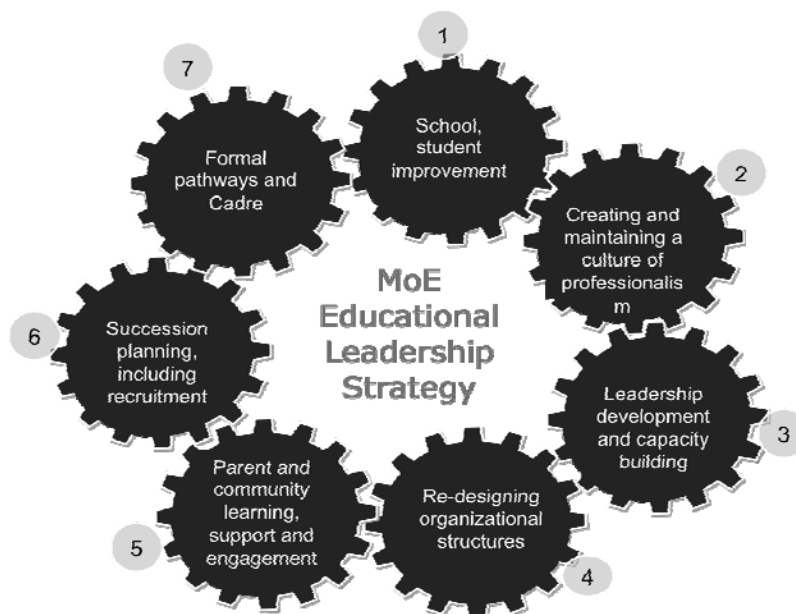 1
School,
student
improvement
2
Creating and
maintaining a
culture of
professionalis
m
3
Leadership
development
and capacity
building
4
Re-designing
organizational
structures
5
Parent and
community
learning,
support and
engagement
6
Succession
planning,
including
recruitment
7
Formal
pathways and
Cadre
MoE
Educational
Leadership
Strategy